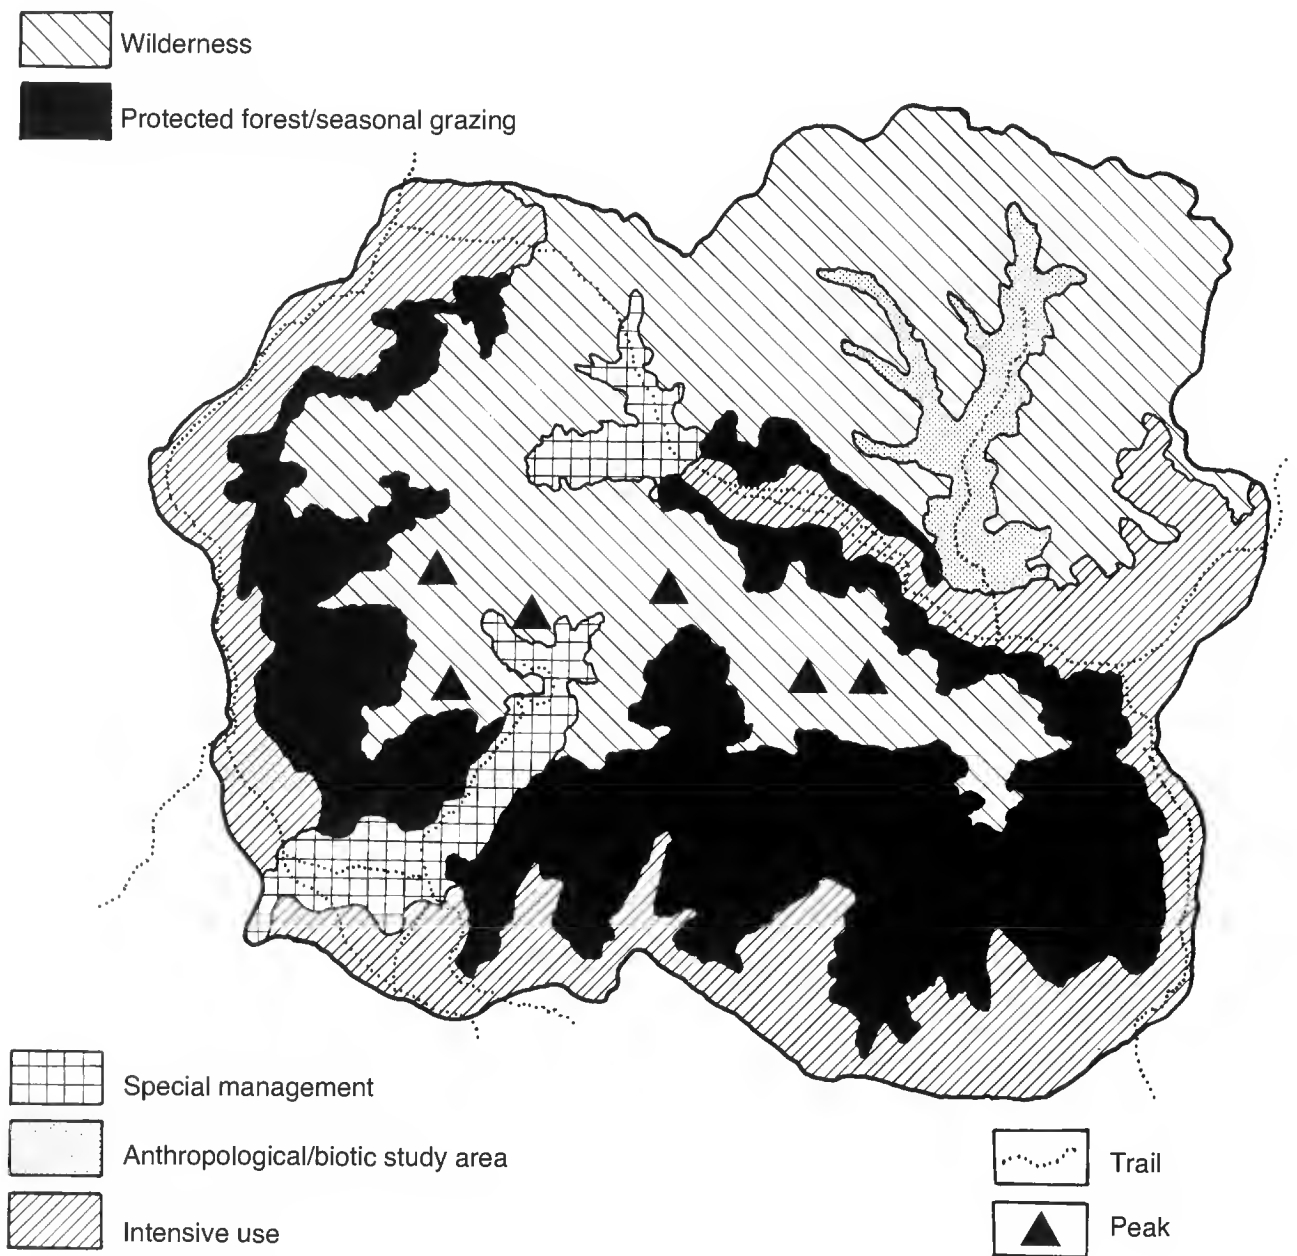 Wilderness
Protected forest/seasonal grazing
Special management
Anthropological/biotic study area
Intensive use
Trail
Peak